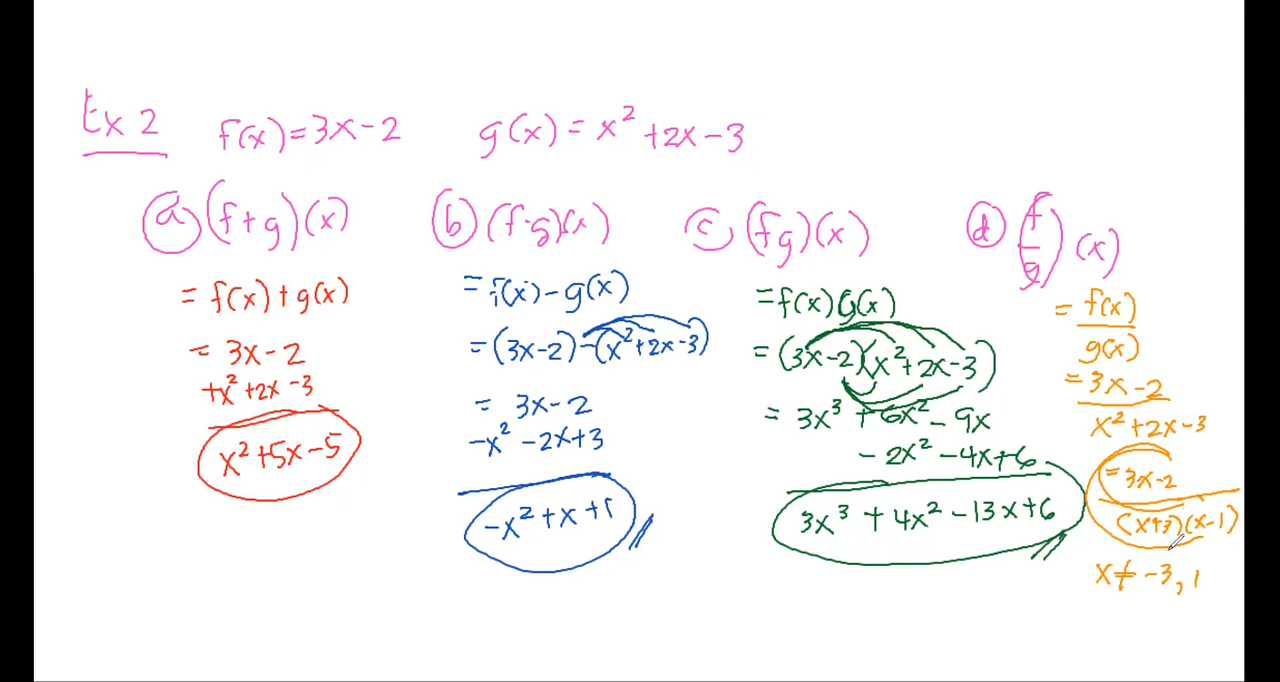 Ex 2 f(x) = 3x - 2 g(x) = x² + 2x - 3
(a) (f+g)(x)
= f(x) + g(x)
= 3x - 2
+x² + 2x - 3
x² + 5x - 5
(b) (f-g)(x)
= f(x) - g(x)
= (3x-2) - (x² + 2x - 3)
= 3x - 2
-x² - 2x + 3
-x² + x + 1
(c) (fg)(x)
= f(x)g(x)
= (3x-2)(x² + 2x - 3)
= 3x³ + 6x² - 9x
- 2x² - 4x + 6
3x³ + 4x² - 13x + 6
(d) (f/g)(x)
= f(x)
g(x)
= 3x - 2
x² + 2x - 3
= 3x - 2
(x+3)(x-1)
x ≠ -3, 1